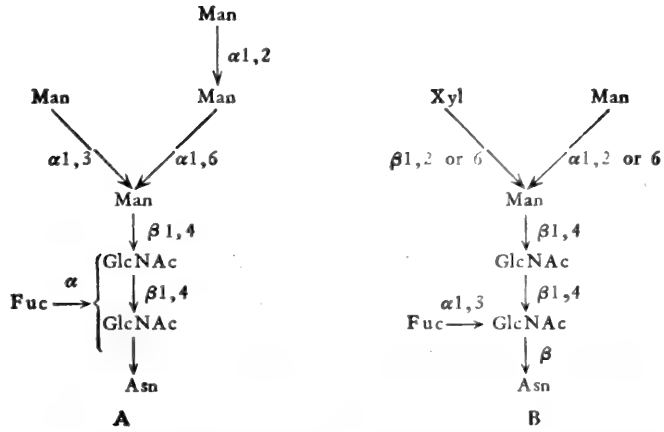 Man
α1,2
Man Man Xyl Man
α1,3 α1,6 β1,2 or 6 α1,2 or 6
Man Man
β1,4 β1,4
GlcNAc GlcNAc
α β1,4 β1,4
Fuc GlcNAc Fuc α1,3 GlcNAc
β
Asn Asn
A B